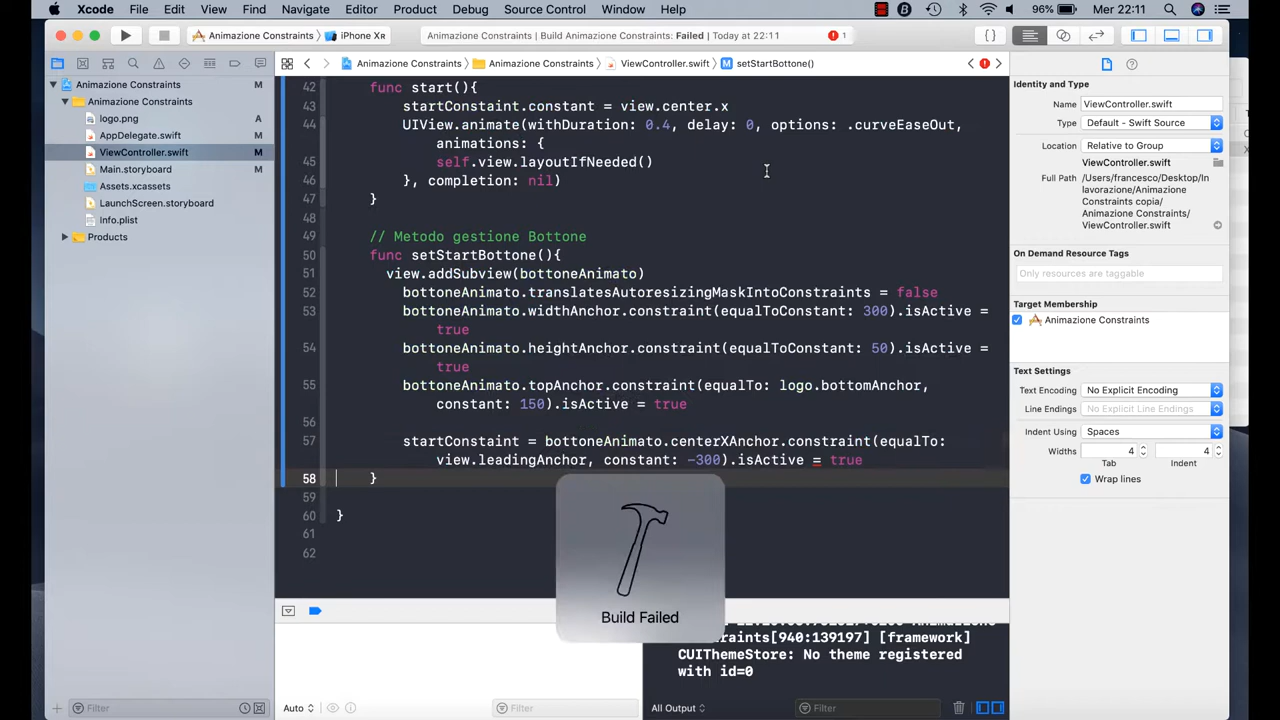 Xcode File Edit View Find Navigate Editor Product Debug Source Control Window Help 96% Mer 22:11
Animazione Constraints iPhone XR Animazione Constraints | Build Animazione Constraints: Failed | Today at 22:11 1
Animazione Constraints Animazione Constraints ViewController.swift M setStartBottone()
Animazione Constraints M
Animazione Constraints
logo.png A
AppDelegate.swift M
ViewController.swift M
Main.storyboard M
Assets.xcassets
LaunchScreen.storyboard
Info.plist
Products
Filter
42 func start(){
43 startConstaint.constant = view.center.x
44 UIView.animate(withDuration: 0.4, delay: 0, options: .curveEaseOut,
animations: {
45 self.view.layoutIfNeeded()
46 }, completion: nil)
47 }
48
49 // Metodo gestione Bottone
50 func setStartBottone(){
51 view.addSubview(bottoneAnimato)
52 bottoneAnimato.translatesAutoresizingMaskIntoConstraints = false
53 bottoneAnimato.widthAnchor.constraint(equalToConstant: 300).isActive =
true
54 bottoneAnimato.heightAnchor.constraint(equalToConstant: 50).isActive =
true
55 bottoneAnimato.topAnchor.constraint(equalTo: logo.bottomAnchor,
constant: 150).isActive = true
56
57 startConstaint = bottoneAnimato.centerXAnchor.constraint(equalTo:
view.leadingAnchor, constant: -300).isActive = true
58 }
59
60 }
61
62
Build Failed
Auto
Filter
[940:139197] [framework]
CUIThemeStore: No theme registered
with id=0
All Output
Filter
Identity and Type
Name ViewController.swift
Type Default - Swift Source
Location Relative to Group
ViewController.swift
Full Path /Users/francesco/Desktop/In
lavorazione/Animazione
Constraints copia/
Animazione Constraints/
ViewController.swift
On Demand Resource Tags
Only resources are taggable
Target Membership
Animazione Constraints
Text Settings
Text Encoding No Explicit Encoding
Line Endings No Explicit Line Endings
Indent Using Spaces
Widths 4 4
Tab Indent
Wrap lines